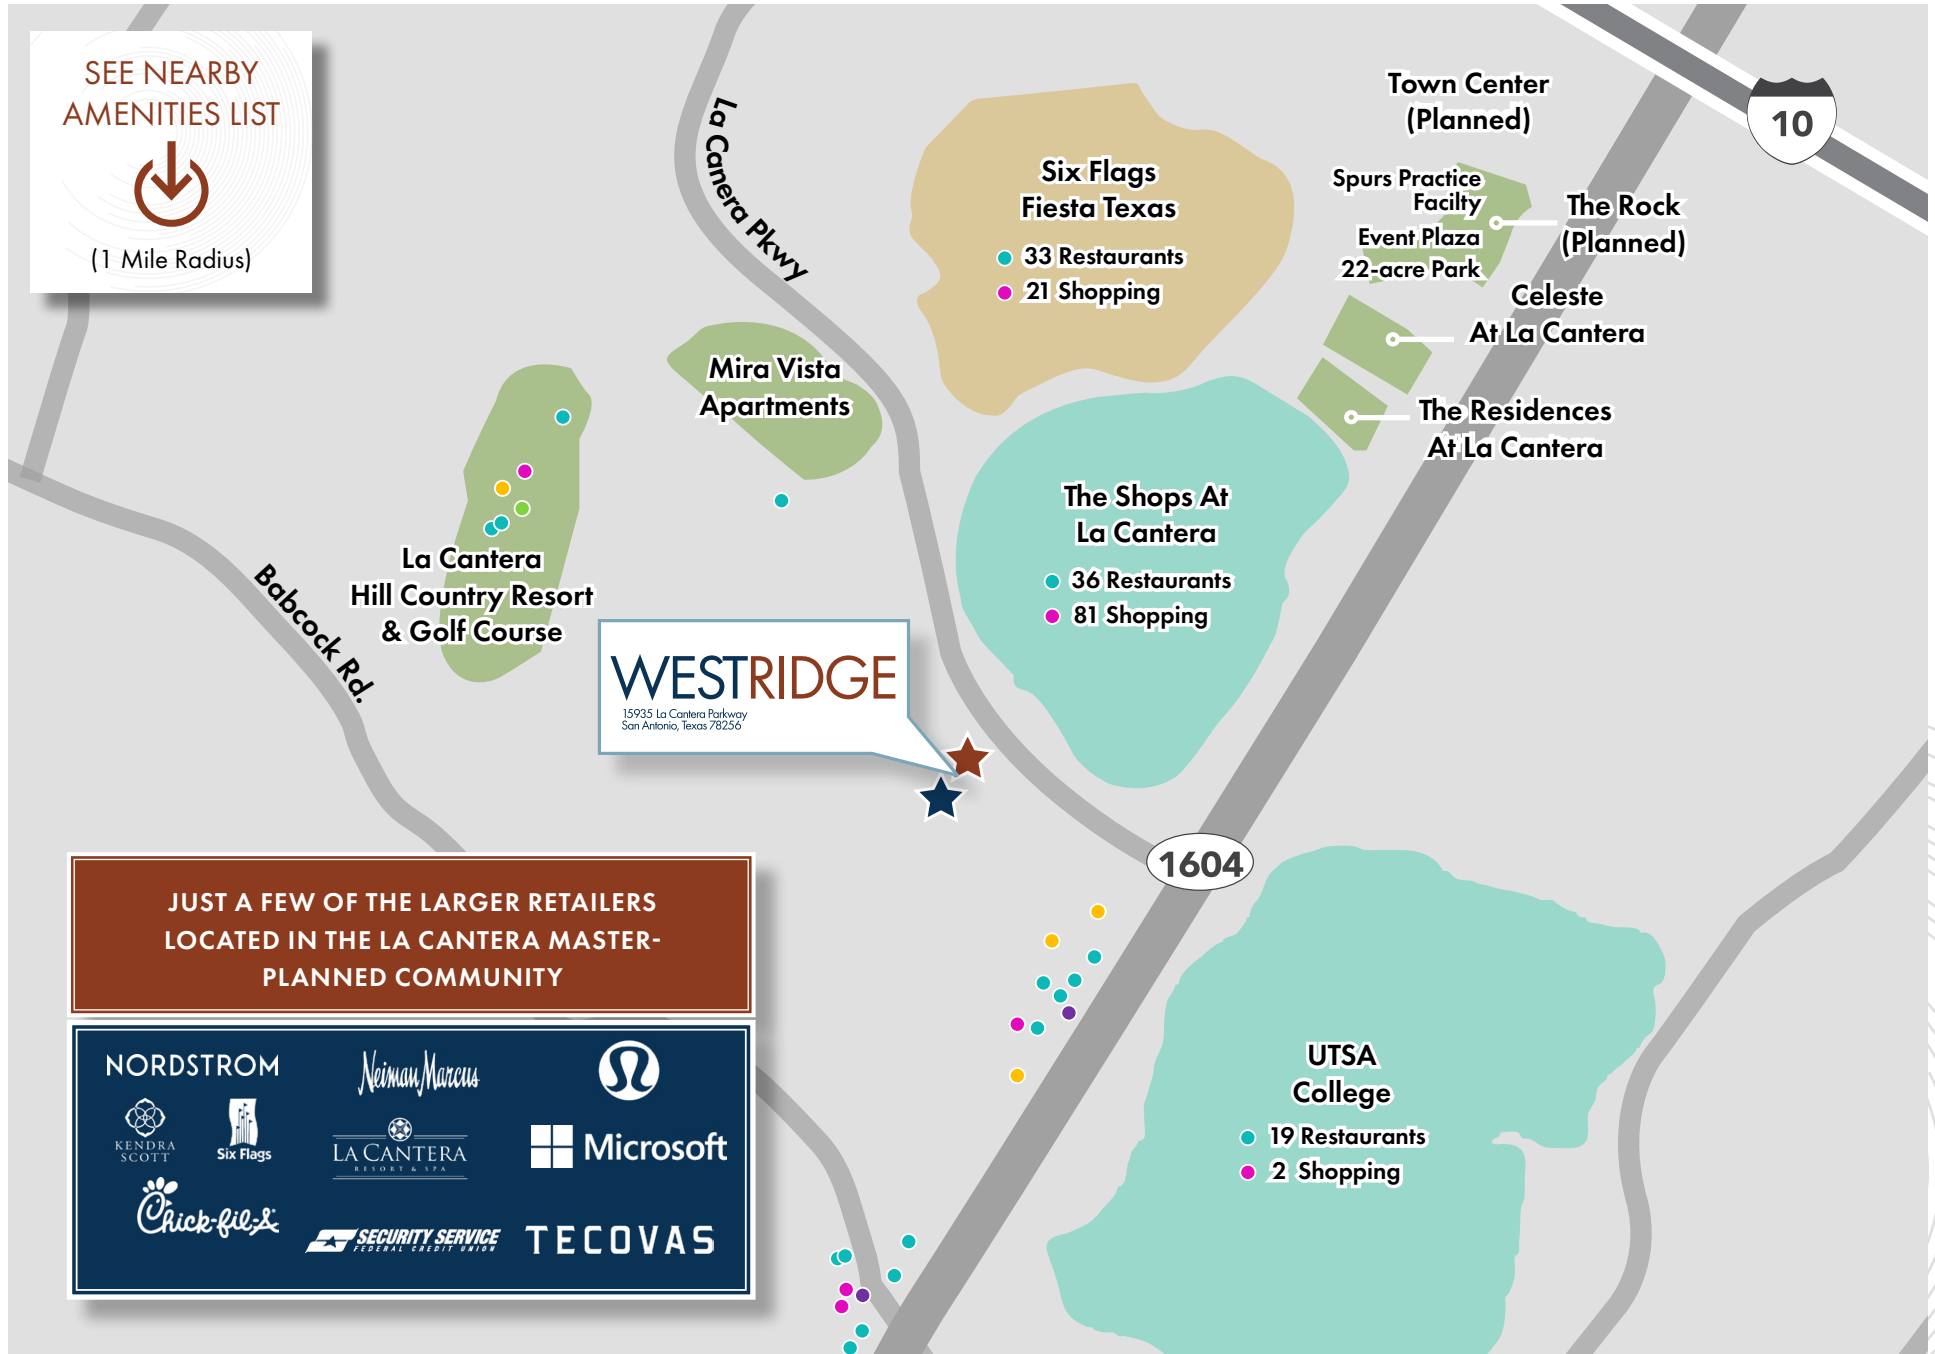 SEE NEARBY
AMENITIES LIST
(1 Mile Radius)
La Canera Pkwy
Six Flags
Fiesta Texas
33 Restaurants
21 Shopping
Town Center
(Planned)
10
Spurs Practice
Facilty
Event Plaza
22-acre Park
The Rock
(Planned)
Celeste
At La Cantera
The Residences
At La Cantera
Mira Vista
Apartments
La Cantera
Hill Country Resort
& Golf Course
Babcock Rd.
The Shops At
La Cantera
36 Restaurants
81 Shopping
WESTRIDGE
15935 La Cantera Parkway
San Antonio, Texas 78256
1604
JUST A FEW OF THE LARGER RETAILERS
LOCATED IN THE LA CANTERA MASTER-
PLANNED COMMUNITY
NORDSTROM
Neiman Marcus
KENDRA
SCOTT
Six Flags
LA CANTERA
RESORT & SPA
Microsoft
Chick-fil-A
SECURITY SERVICE
FEDERAL CREDIT UNION
TECOVAS
UTSA
College
19 Restaurants
2 Shopping